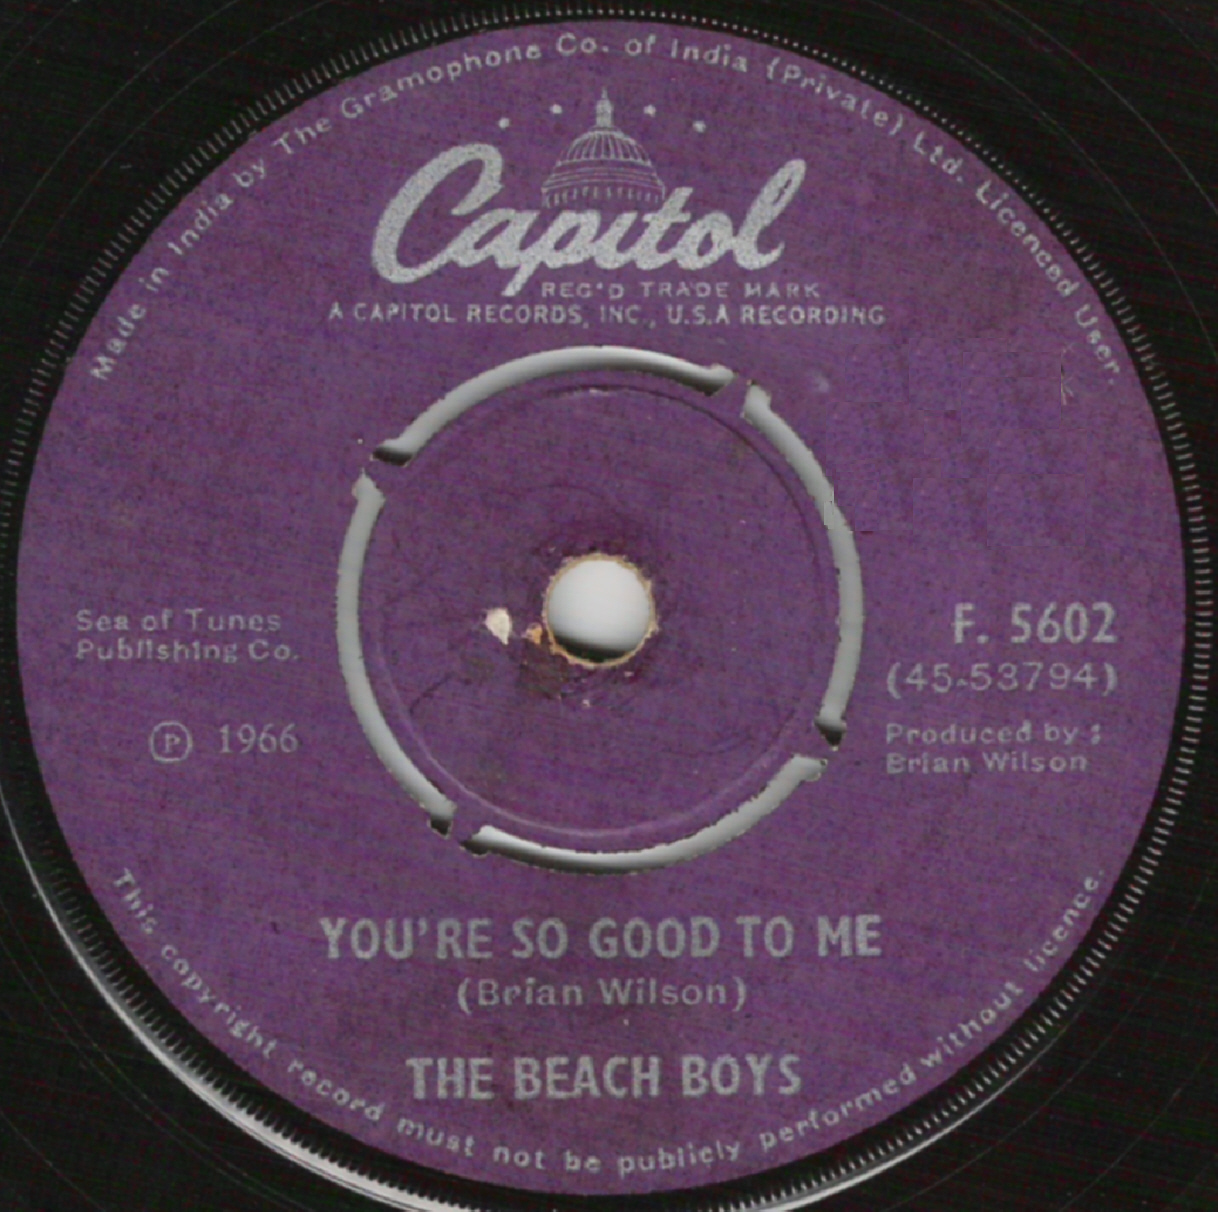 Made in India by The Gramophone Co. of India (Private) Ltd. Licenced User.
Capitol
REG'D TRADE MARK
A CAPITOL RECORDS, INC., U.S.A RECORDING
Sea of Tunes
Publishing Co.
℗ 1966
F. 5602
(45-53794)
Produced by :
Brian Wilson
YOU'RE SO GOOD TO ME
(Brian Wilson)
THE BEACH BOYS
This copyright record must not be publicly performed without licence.